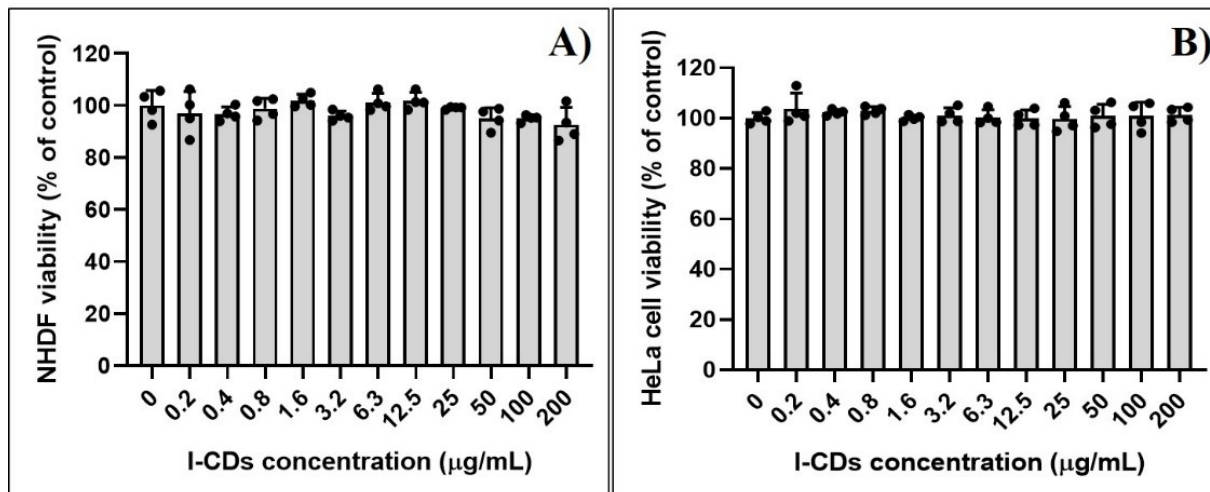 A)
NHDF viability (% of control)
120
100
80
60
40
20
0
0 0.2 0.4 0.8 1.6 3.2 6.3 12.5 25 50 100 200
I-CDs concentration (μg/mL)
B)
HeLa cell viability (% of control)
120
100
80
60
40
20
0
0 0.2 0.4 0.8 1.6 3.2 6.3 12.5 25 50 100 200
I-CDs concentration (μg/mL)